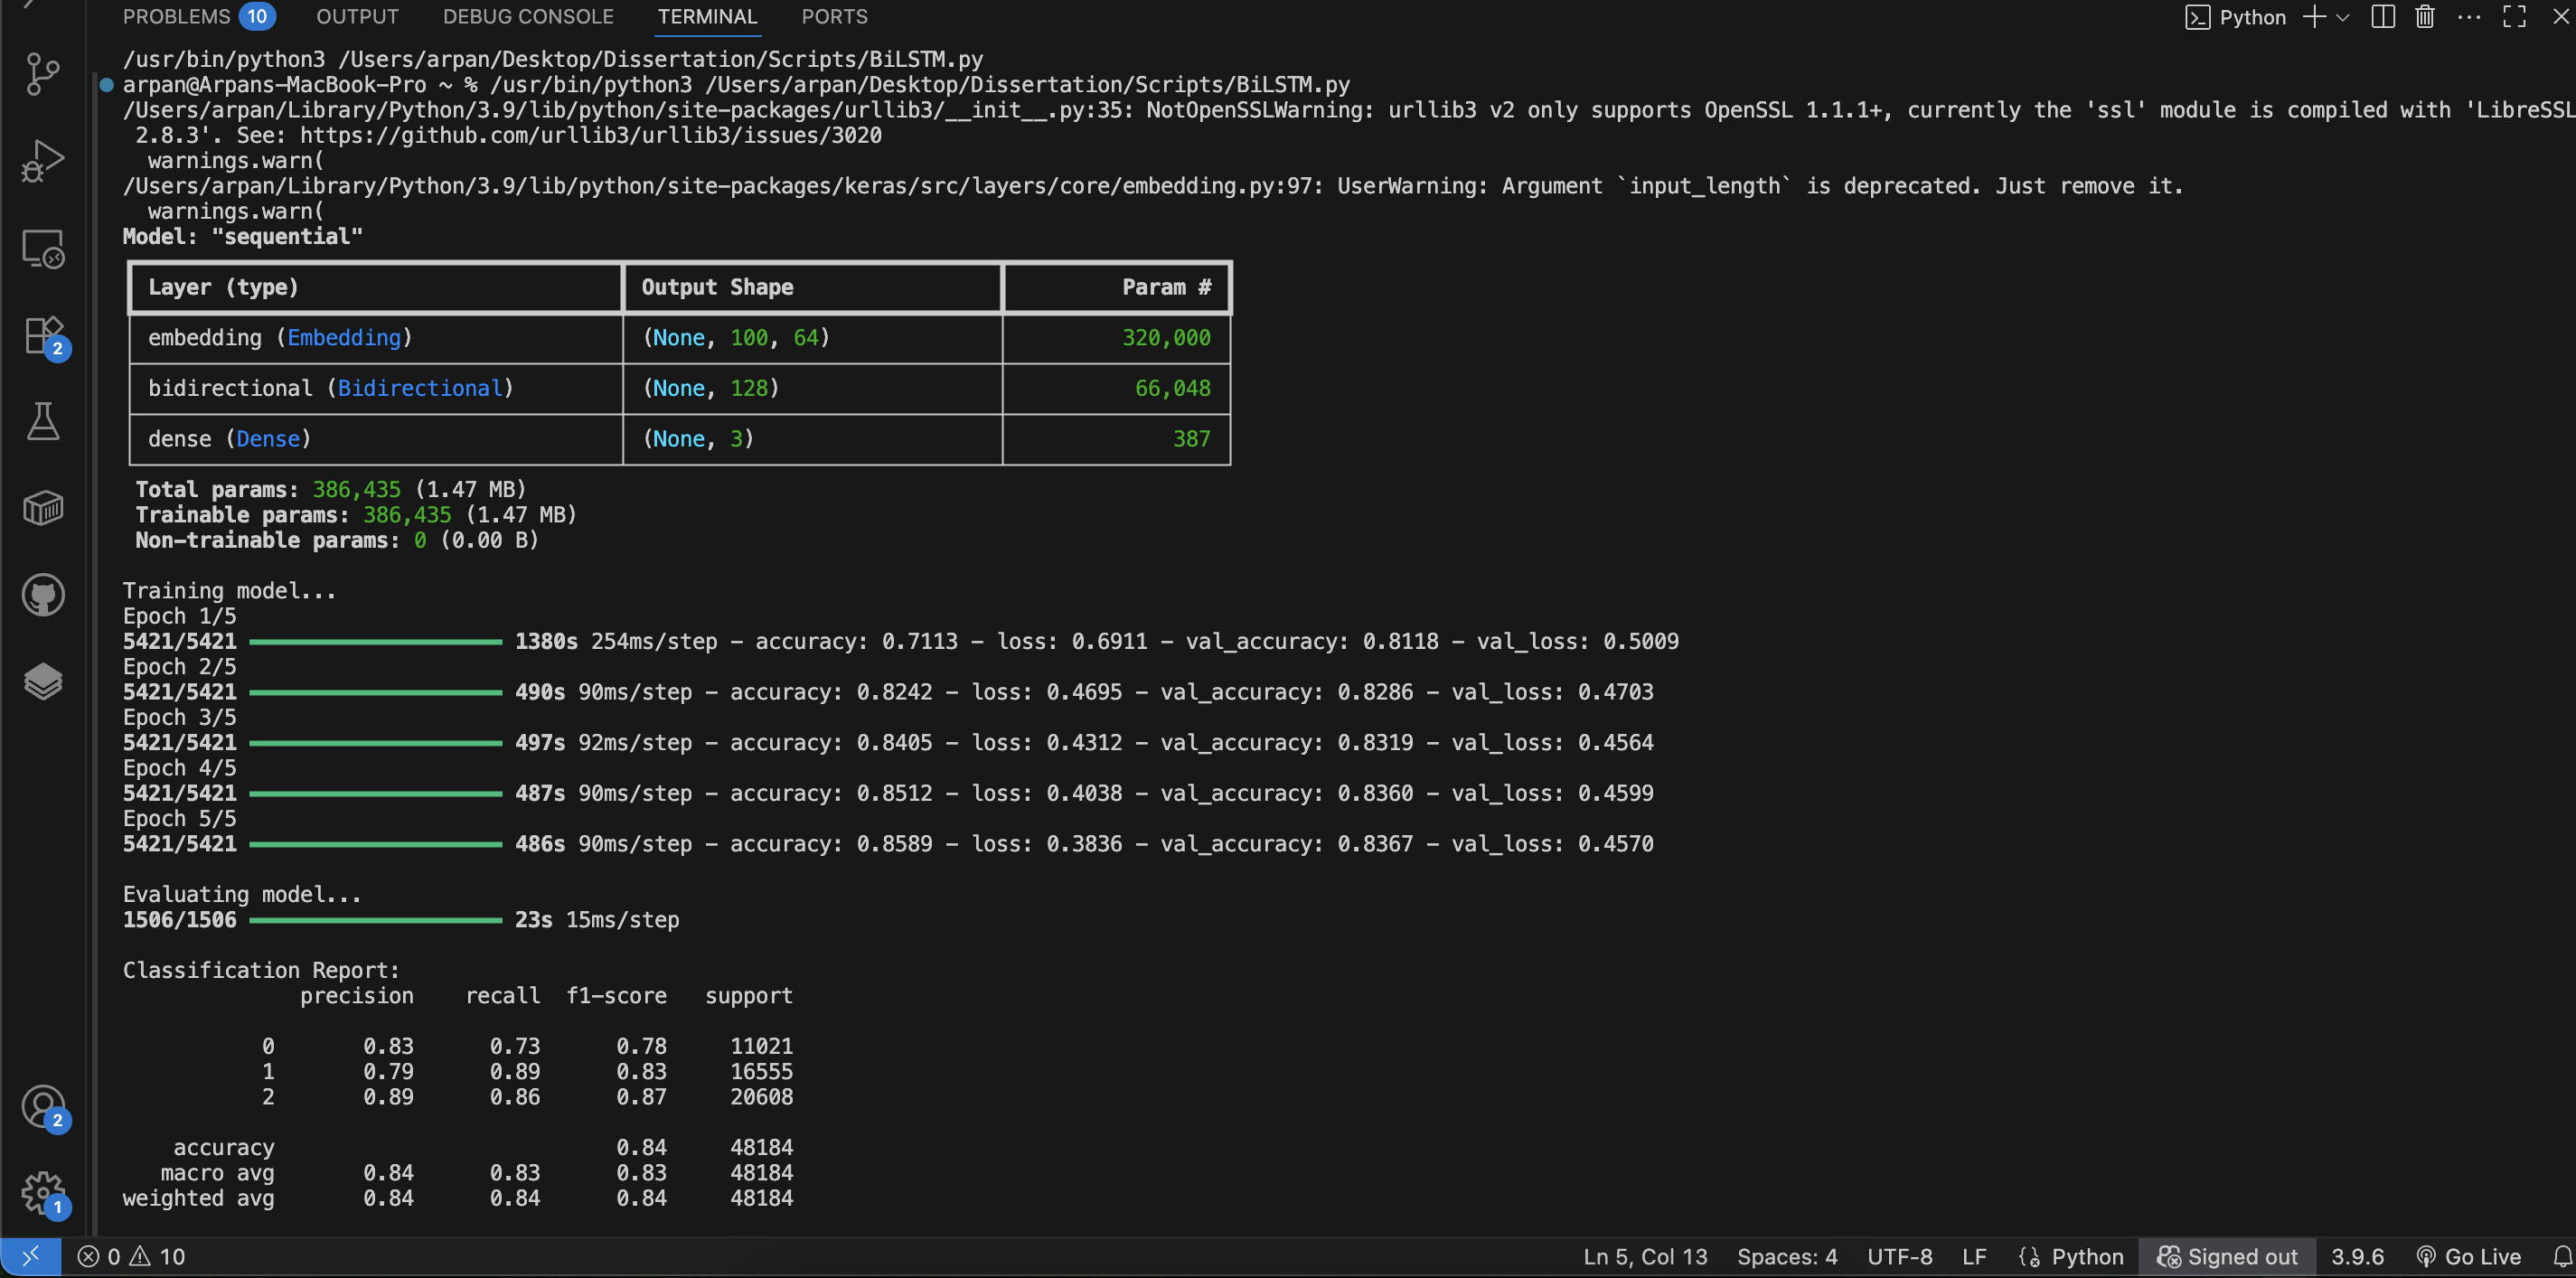 PROBLEMS 10 OUTPUT DEBUG CONSOLE TERMINAL PORTS Python
/usr/bin/python3 /Users/arpan/Desktop/Dissertation/Scripts/BiLSTM.py
arpan@Arpans-MacBook-Pro ~ % /usr/bin/python3 /Users/arpan/Desktop/Dissertation/Scripts/BiLSTM.py
/Users/arpan/Library/Python/3.9/lib/python/site-packages/urllib3/__init__.py:35: NotOpenSSLWarning: urllib3 v2 only supports OpenSSL 1.1.1+, currently the 'ssl' module is compiled with 'LibreSSL
2.8.3'. See: https://github.com/urllib3/urllib3/issues/3020
warnings.warn(
/Users/arpan/Library/Python/3.9/lib/python/site-packages/keras/src/layers/core/embedding.py:97: UserWarning: Argument `input_length` is deprecated. Just remove it.
warnings.warn(
Model: "sequential"
Layer (type) Output Shape Param #
embedding (Embedding) (None, 100, 64) 320,000
bidirectional (Bidirectional) (None, 128) 66,048
dense (Dense) (None, 3) 387
Total params: 386,435 (1.47 MB)
Trainable params: 386,435 (1.47 MB)
Non-trainable params: 0 (0.00 B)
Training model...
Epoch 1/5
5421/5421 1380s 254ms/step - accuracy: 0.7113 - loss: 0.6911 - val_accuracy: 0.8118 - val_loss: 0.5009
Epoch 2/5
5421/5421 490s 90ms/step - accuracy: 0.8242 - loss: 0.4695 - val_accuracy: 0.8286 - val_loss: 0.4703
Epoch 3/5
5421/5421 497s 92ms/step - accuracy: 0.8405 - loss: 0.4312 - val_accuracy: 0.8319 - val_loss: 0.4564
Epoch 4/5
5421/5421 487s 90ms/step - accuracy: 0.8512 - loss: 0.4038 - val_accuracy: 0.8360 - val_loss: 0.4599
Epoch 5/5
5421/5421 486s 90ms/step - accuracy: 0.8589 - loss: 0.3836 - val_accuracy: 0.8367 - val_loss: 0.4570
Evaluating model...
1506/1506 23s 15ms/step
Classification Report:
precision recall f1-score support
0 0.83 0.73 0.78 11021
1 0.79 0.89 0.83 16555
2 0.89 0.86 0.87 20608
accuracy 0.84 48184
macro avg 0.84 0.83 0.83 48184
weighted avg 0.84 0.84 0.84 48184
2
2
1
0 10 Ln 5, Col 13 Spaces: 4 UTF-8 LF Python Signed out 3.9.6 Go Live